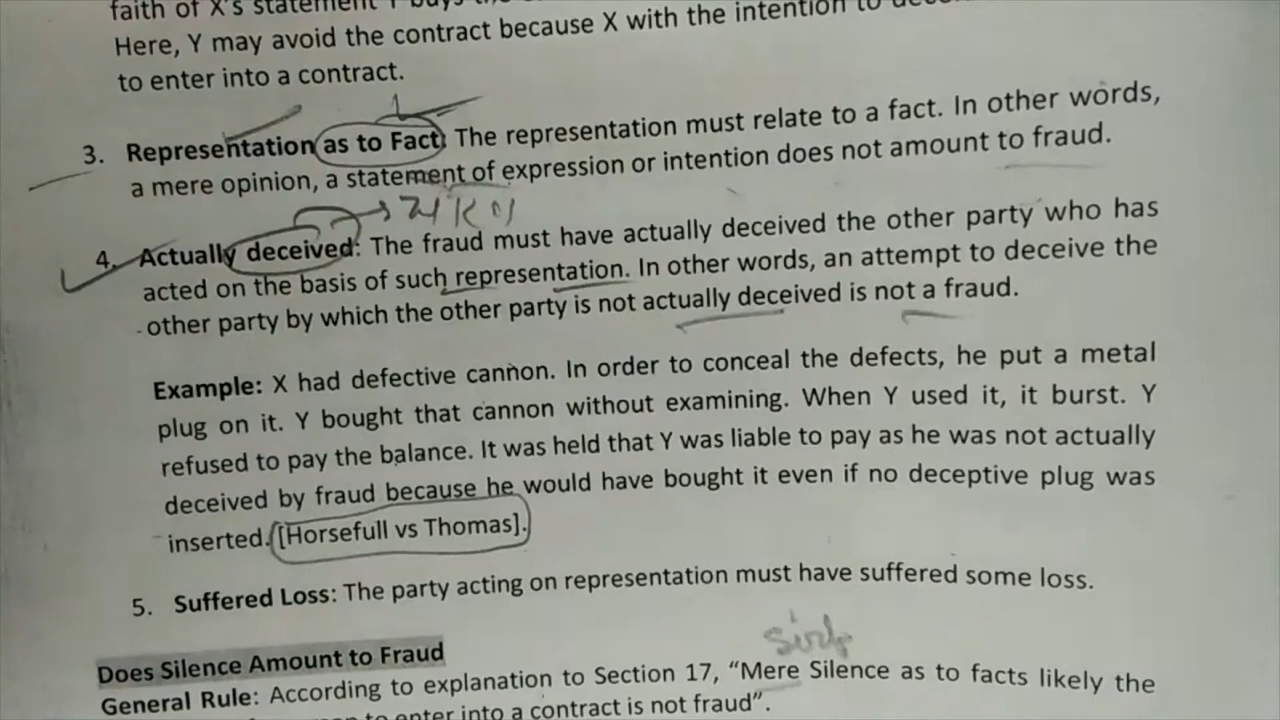 faith of X's statement Y buys the
Here, Y may avoid the contract because X with the intention to
to enter into a contract.
3. Representation as to Fact: The representation must relate to a fact. In other words,
a mere opinion, a statement of expression or intention does not amount to fraud.
4. Actually deceived: The fraud must have actually deceived the other party who has
acted on the basis of such representation. In other words, an attempt to deceive the
other party by which the other party is not actually deceived is not a fraud.
Example: X had defective cannon. In order to conceal the defects, he put a metal
plug on it. Y bought that cannon without examining. When Y used it, it burst. Y
refused to pay the balance. It was held that Y was liable to pay as he was not actually
deceived by fraud because he would have bought it even if no deceptive plug was
inserted. [Horsefull vs Thomas].
5. Suffered Loss: The party acting on representation must have suffered some loss.
Does Silence Amount to Fraud
General Rule: According to explanation to Section 17, “Mere Silence as to facts likely the
to enter into a contract is not fraud”.